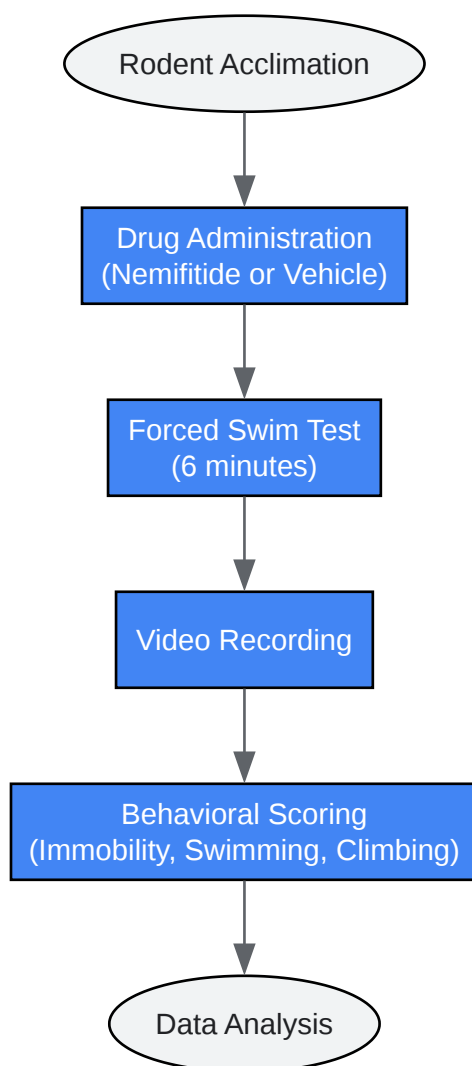 Rodent Acclimation
Drug Administration
(Nemifitide or Vehicle)
Forced Swim Test
(6 minutes)
Video Recording
Behavioral Scoring
(Immobility, Swimming, Climbing)
Data Analysis